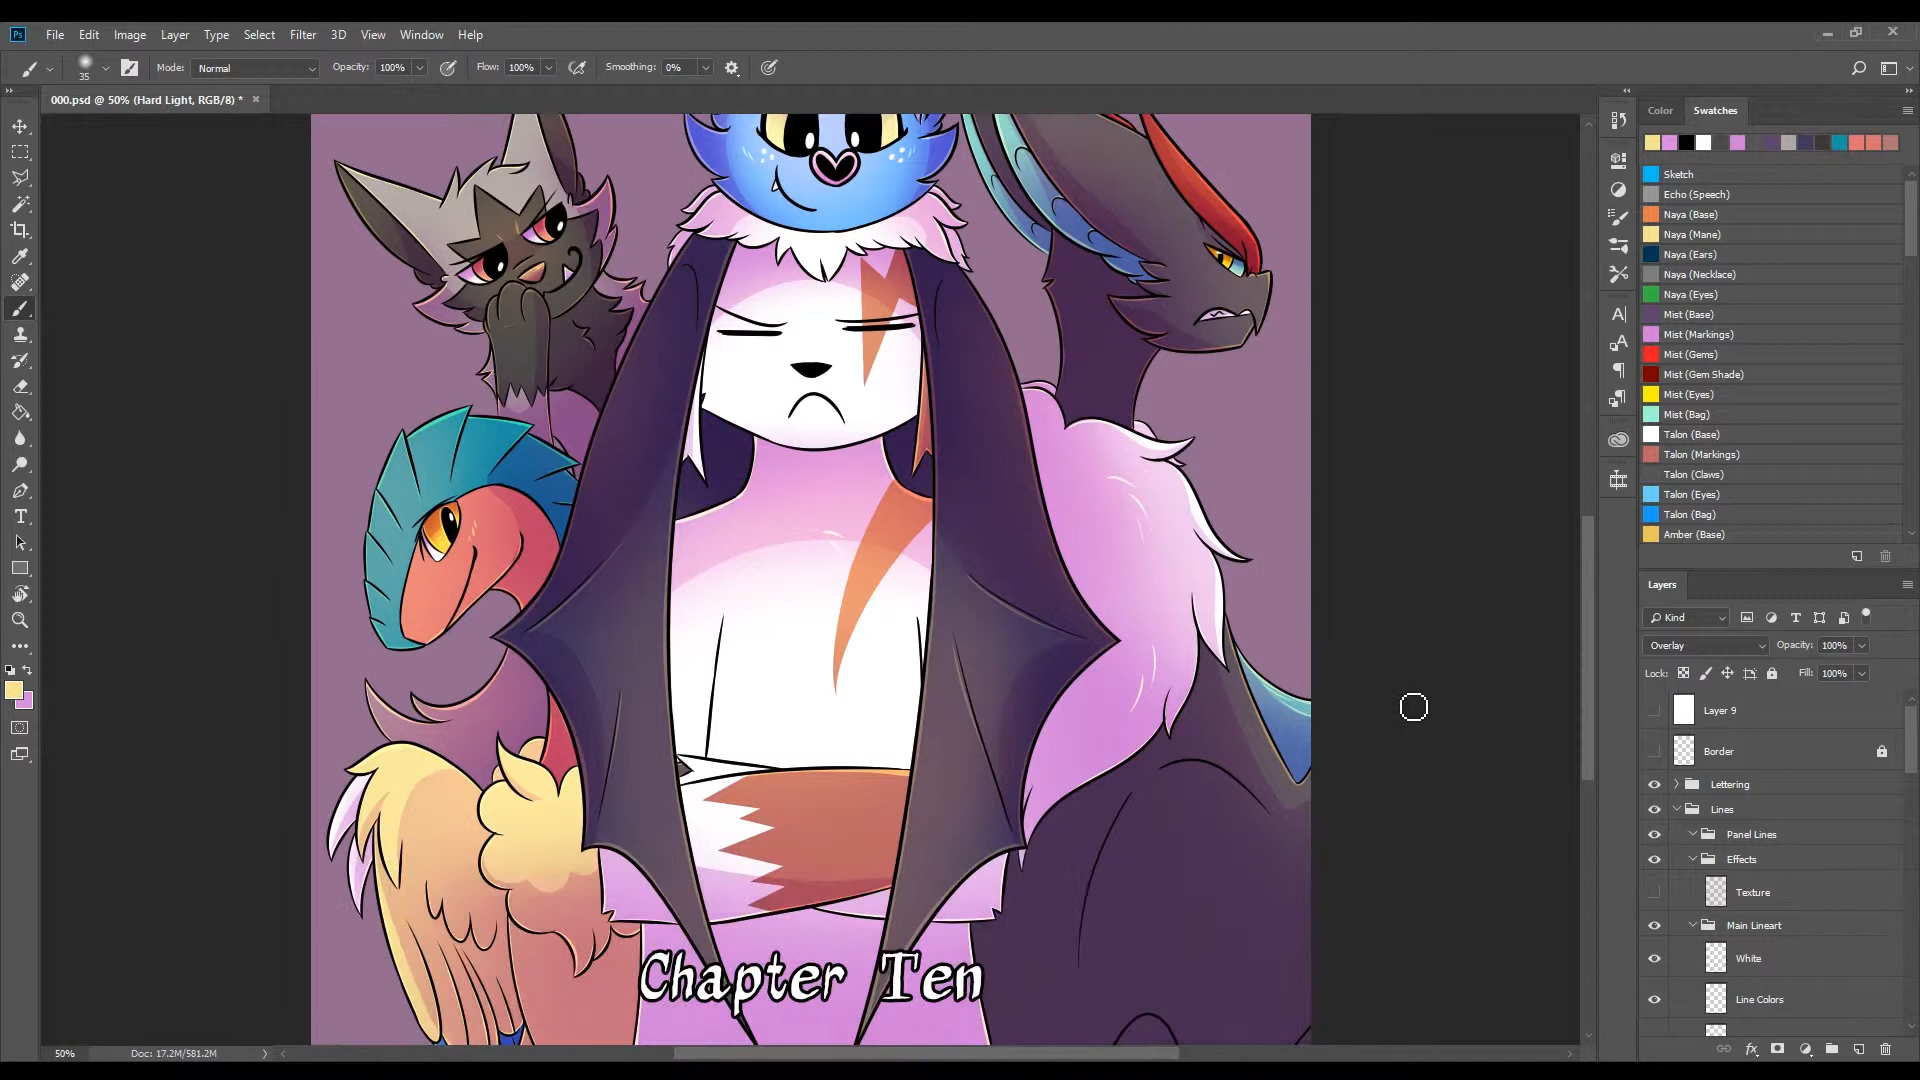 Ps File Edit Image Layer Type Select Filter 3D View Window Help
35 Mode: Normal Opacity: 100% Flow: 100% Smoothing: 0%
000.psd @ 50% (Hard Light, RGB/8) * ×
Color Swatches
Sketch
Echo (Speech)
Naya (Base)
Naya (Mane)
Naya (Ears)
Naya (Necklace)
Naya (Eyes)
Mist (Base)
Mist (Markings)
Mist (Gems)
Mist (Gem Shade)
Mist (Eyes)
Mist (Bag)
Talon (Base)
Talon (Markings)
Talon (Claws)
Talon (Eyes)
Talon (Bag)
Amber (Base)
Layers
Kind
Overlay Opacity: 100%
Lock: Fill: 100%
Layer 9
Border
Lettering
Lines
Panel Lines
Effects
Texture
Main Lineart
White
Line Colors
Chapter Ten
50% Doc: 17.2M/581.2M